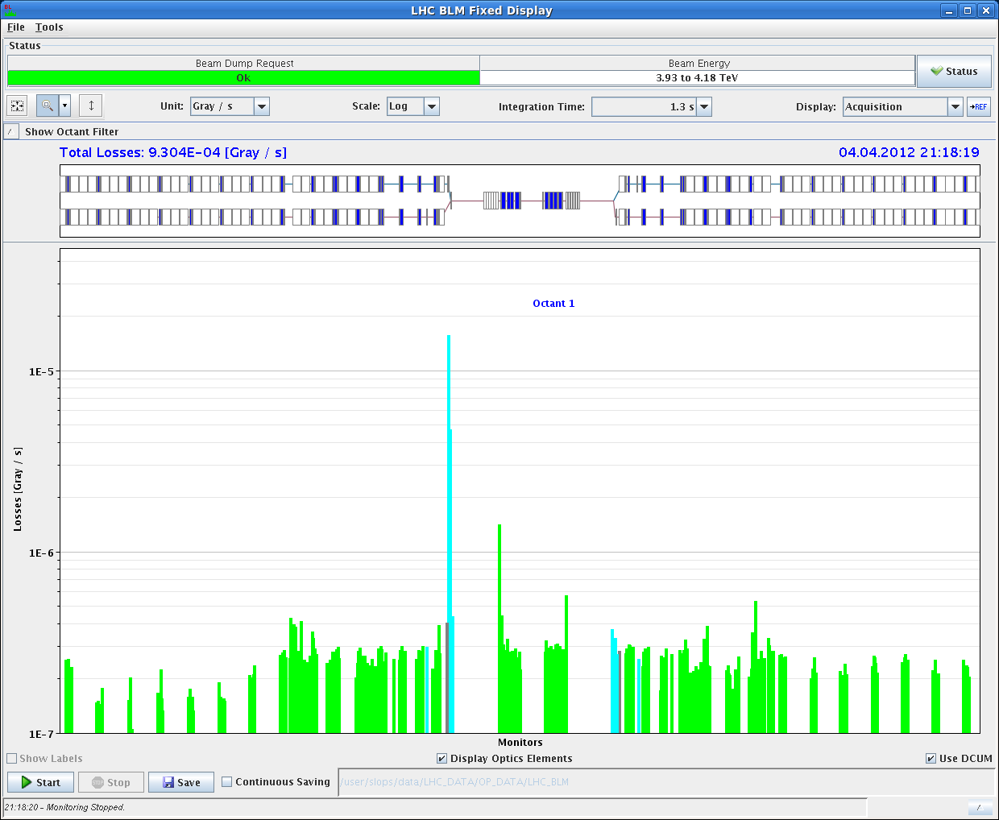 LHC BLM Fixed Display
File Tools
Status
Beam Dump Request Beam Energy
Ok 3.93 to 4.18 TeV
Status
Unit: Gray / s Scale: Log Integration Time: 1.3 s Display: Acquisition →REF
Show Octant Filter
Total Losses: 9.304E-04 [Gray / s] 04.04.2012 21:18:19
Octant 1
1E-5
1E-6
1E-7
Losses [Gray / s]
Monitors
Show Labels Display Optics Elements Use DCUM
Start Stop Save Continuous Saving /user/slops/data/LHC_DATA/OP_DATA/LHC_BLM
21:18:20 - Monitoring Stopped.